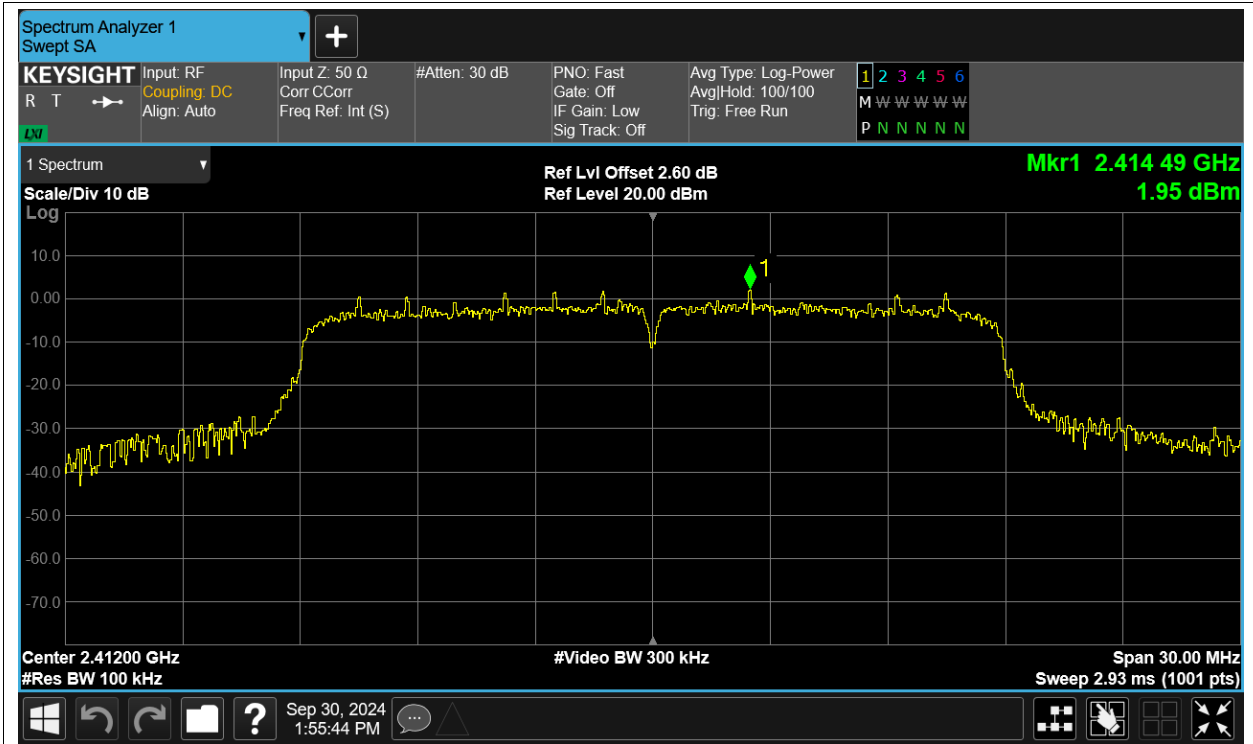 Spectrum Analyzer 1
Swept SA
KEYSIGHT
R T
LXI
Input: RF
Coupling: DC
Align: Auto
Input Z: 50 Ω
Corr CCorr
Freq Ref: Int (S)
#Atten: 30 dB
PNO: Fast
Gate: Off
IF Gain: Low
Sig Track: Off
Avg Type: Log-Power
Avg|Hold: 100/100
Trig: Free Run
1 2 3 4 5 6
M W W W W W
P N N N N N
1 Spectrum
Scale/Div 10 dB
Log
Ref Lvl Offset 2.60 dB
Ref Level 20.00 dBm
Mkr1 2.414 49 GHz
1.95 dBm
1
10.0
0.00
-10.0
-20.0
-30.0
-40.0
-50.0
-60.0
-70.0
Center 2.41200 GHz
#Res BW 100 kHz
#Video BW 300 kHz
Span 30.00 MHz
Sweep 2.93 ms (1001 pts)
?
Sep 30, 2024
1:55:44 PM